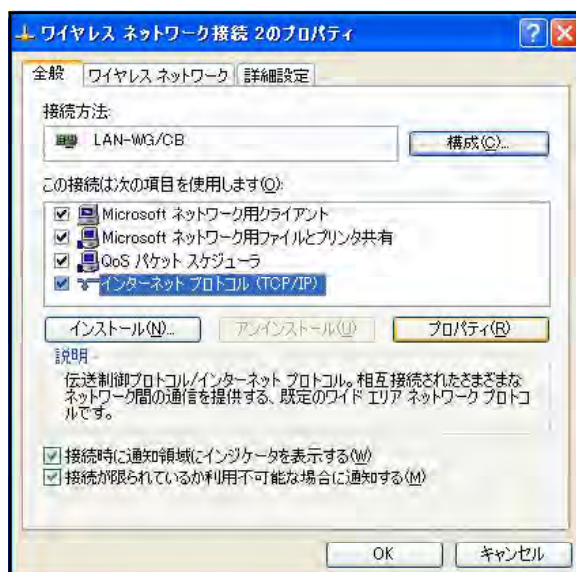 ワイヤレス ネットワーク接続 2のプロパティ
全般 ワイヤレス ネットワーク 詳細設定
接続方法:
LAN-WG/CB
構成(C)...
この接続は次の項目を使用します(O):
Microsoft ネットワーク用クライアント
Microsoft ネットワーク用ファイルとプリンタ共有
QoS パケット スケジューラ
インターネット プロトコル (TCP/IP)
インストール(N)... アンインストール(U) プロパティ(R)
説明
伝送制御プロトコル/インターネット プロトコル。相互接続されたさまざまな
ネットワーク間の通信を提供する、既定のワイド エリア ネットワーク プロトコ
ルです。
接続時に通知領域にインジケータを表示する(W)
接続が限られているか利用不可能な場合に通知する(M)
OK キャンセル